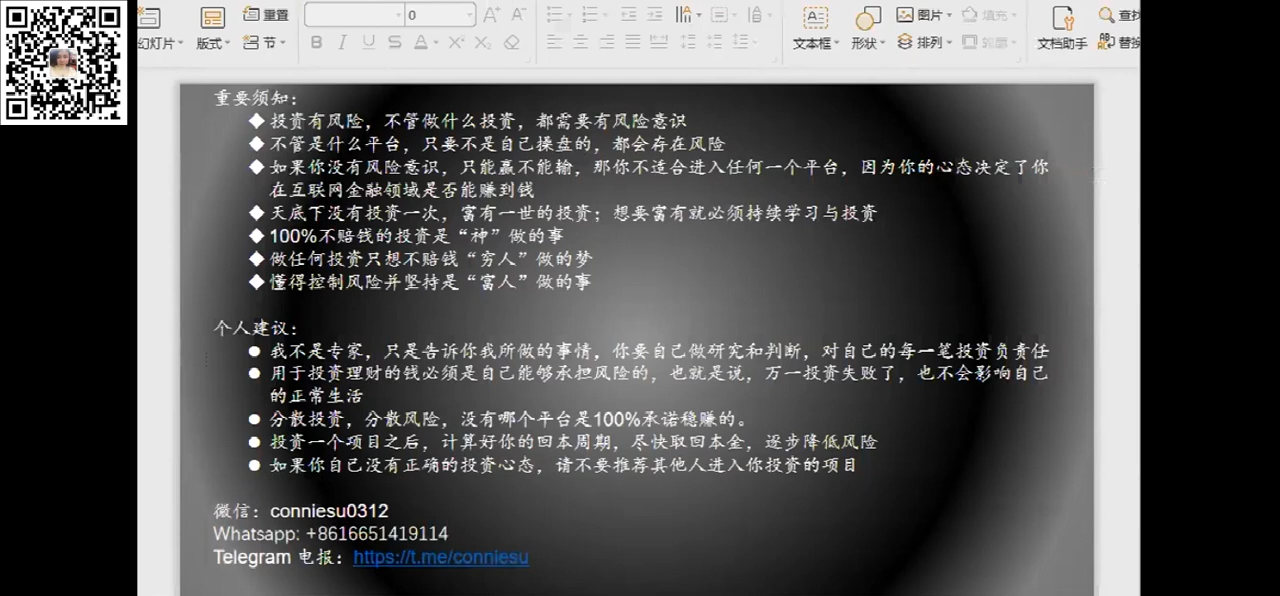 幻灯片
版式
重置
节
0
A+
A-
B I U S A X² X₂
文本框
形状
图片
排列
填充
轮廓
文档助手
查找
替换
重要须知：
◆投资有风险，不管做什么投资，都需要有风险意识
◆不管是什么平台，只要不是自己操盘的，都会存在风险
◆如果你没有风险意识，只能赢不能输，那你不适合进入任何一个平台，因为你的心态决定了你
在互联网金融领域是否能赚到钱
◆天底下没有投资一次，富有一世的投资；想要富有就必须持续学习与投资
◆100%不赔钱的投资是“神”做的事
◆做任何投资只想不赔钱“穷人”做的梦
◆懂得控制风险并坚持是“富人”做的事
个人建议：
●我不是专家，只是告诉你我所做的事情，你要自己做研究和判断，对自己的每一笔投资负责任
●用于投资理财的钱必须是自己能够承担风险的，也就是说，万一投资失败了，也不会影响自己
的正常生活
●分散投资，分散风险，没有哪个平台是100%承诺稳赚的。
●投资一个项目之后，计算好你的回本周期，尽快取回本金，逐步降低风险
●如果你自己没有正确的投资心态，请不要推荐其他人进入你投资的项目
微信：conniesu0312
Whatsapp: +8616651419114
Telegram 电报：https://t.me/conniesu